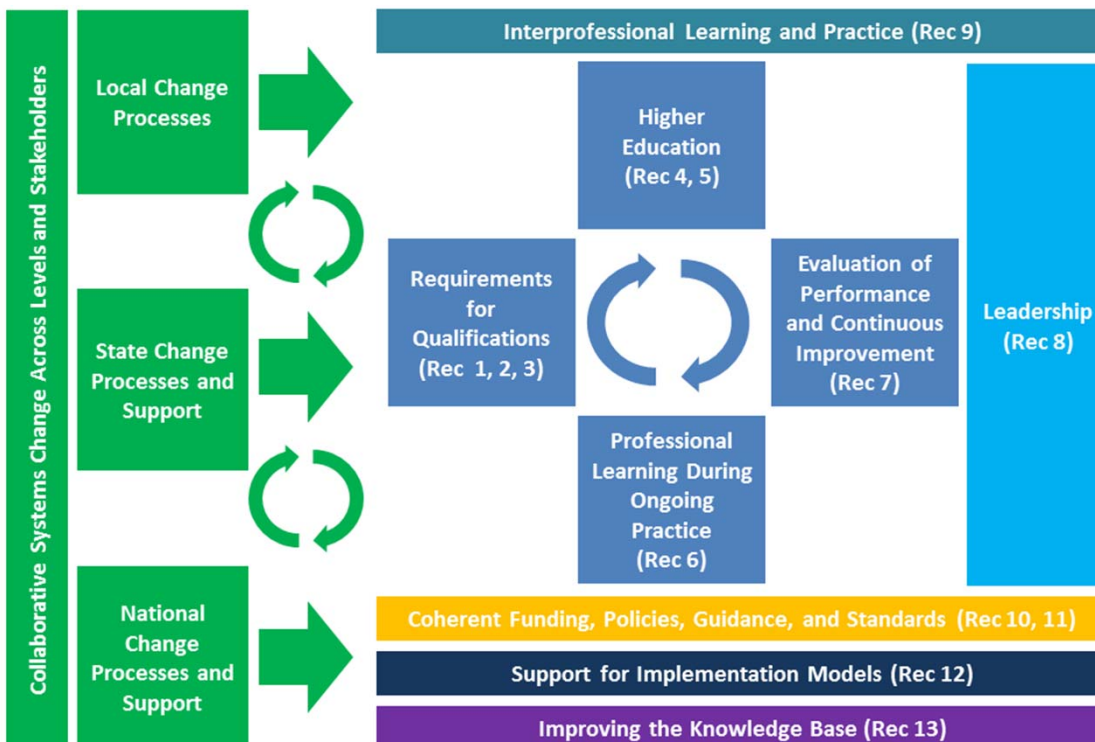 Collaborative Systems Change Across Levels and Stakeholders
Local Change
Processes
State Change
Processes and
Support
National
Change
Processes and
Support
Interprofessional Learning and Practice (Rec 9)
Higher
Education
(Rec 4, 5)
Requirements
for
Qualifications
(Rec 1, 2, 3)
Evaluation of
Performance
and Continuous
Improvement
(Rec 7)
Professional
Learning During
Ongoing
Practice
(Rec 6)
Leadership
(Rec 8)
Coherent Funding, Policies, Guidance, and Standards (Rec 10, 11)
Support for Implementation Models (Rec 12)
Improving the Knowledge Base (Rec 13)